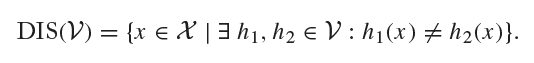 DIS(𝒱) = {x ∈ 𝒳 | ∃ h₁, h₂ ∈ 𝒱 : h₁(x) ≠ h₂(x)}.